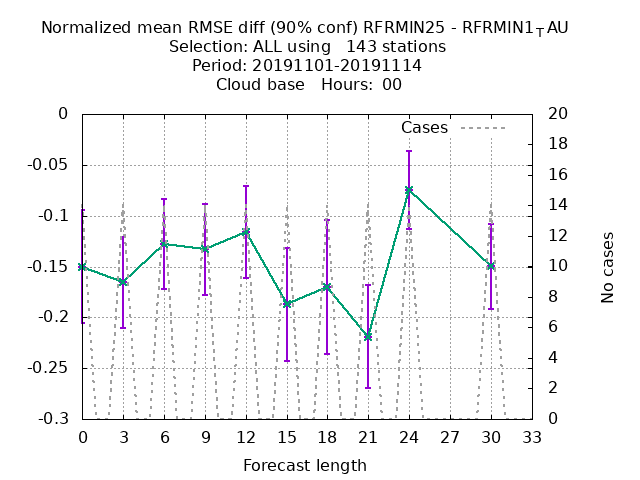 Normalized mean RMSE diff (90% conf) RFRMIN25 - RFRMIN1TAU
Selection: ALL using 143 stations
Period: 20191101-20191114
Cloud base Hours: 00
0 20
Cases
18
-0.05
16
-0.1 14
12
-0.15 10
8
-0.2
6
-0.25 4
2
-0.3 0
No cases
0 3 6 9 12 15 18 21 24 27 30 33
Forecast length